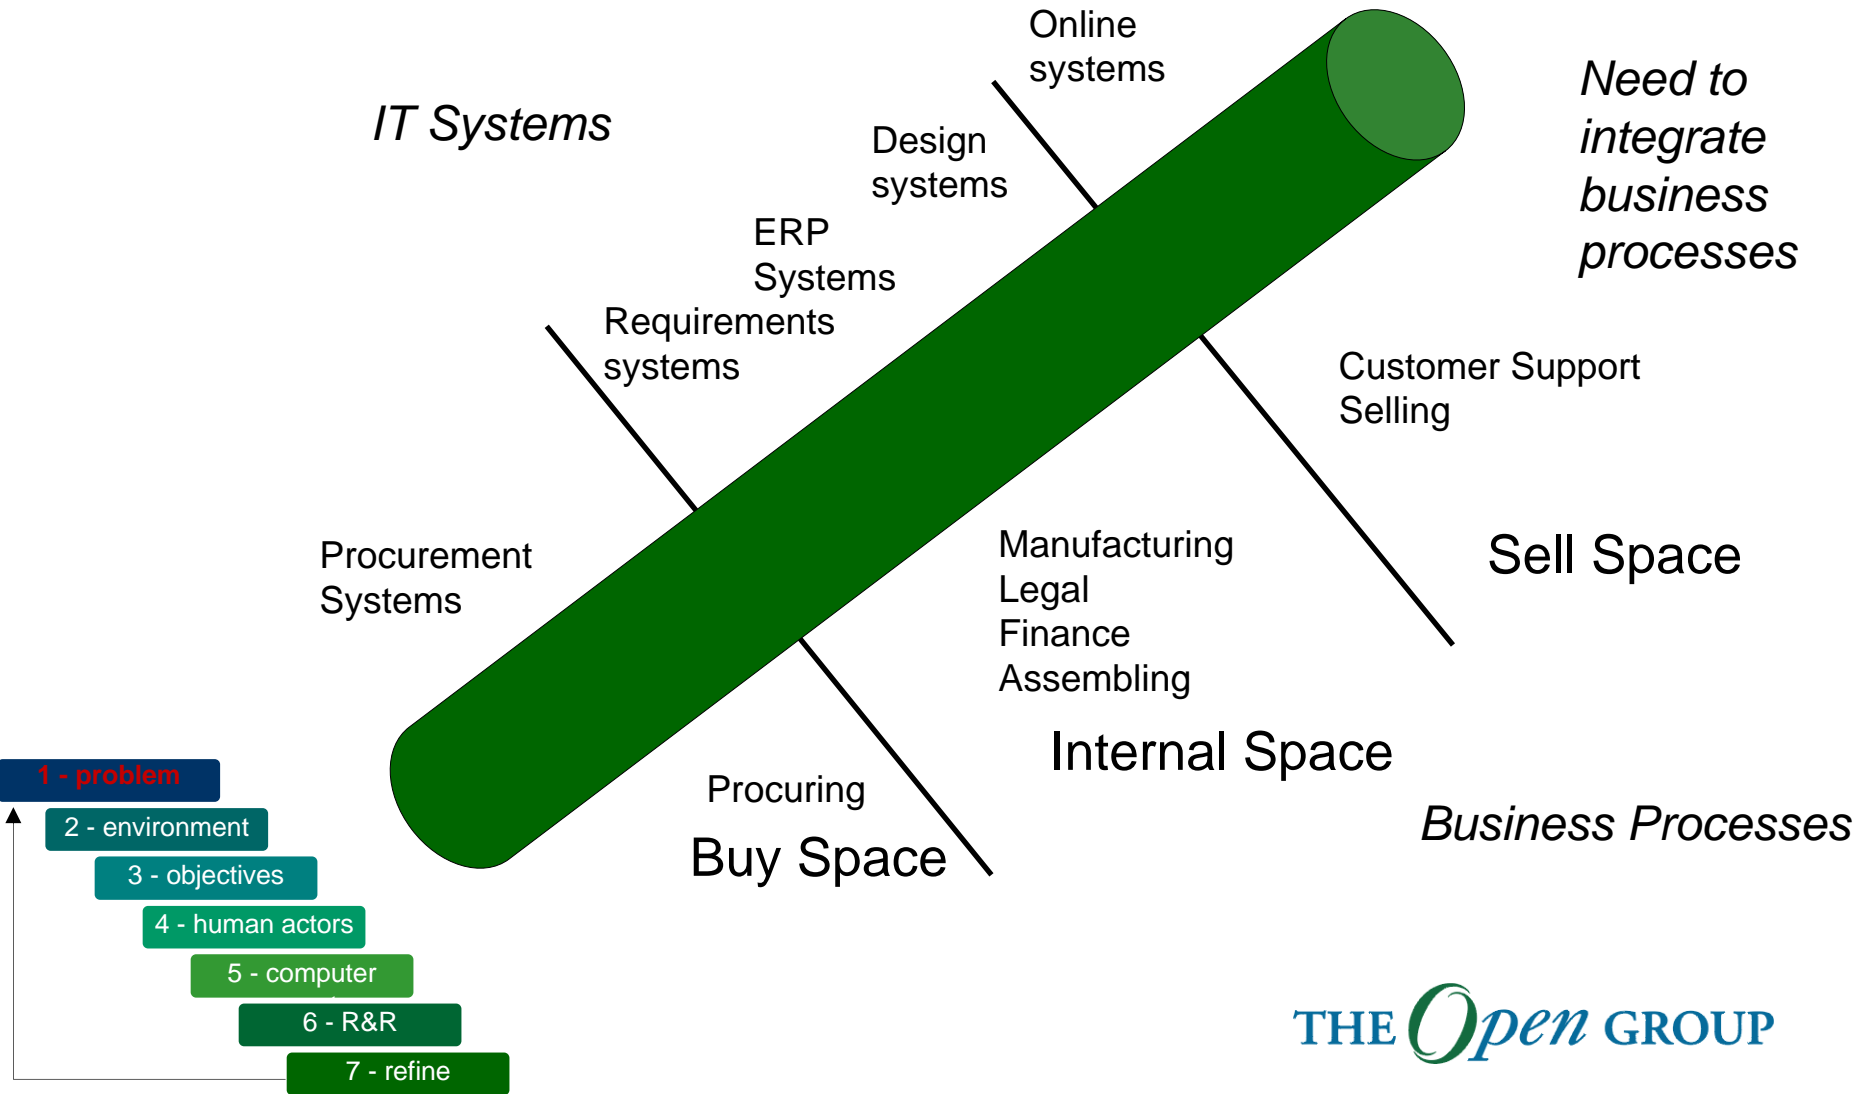 Online
systems
IT Systems
Need to
integrate
business
processes
Design
systems
ERP
Systems
Requirements
systems
Customer Support
Selling
Procurement
Systems
Manufacturing
Legal
Finance
Assembling
Sell Space
Internal Space
Procuring
Buy Space
Business Processes
1 - problem
2 - environment
3 - objectives
4 - human actors
5 - computer
6 - R&R
7 - refine
THE Open GROUP